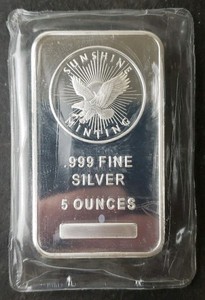 SUNSHINE
MINTING
.999 FINE
SILVER
5 OUNCES